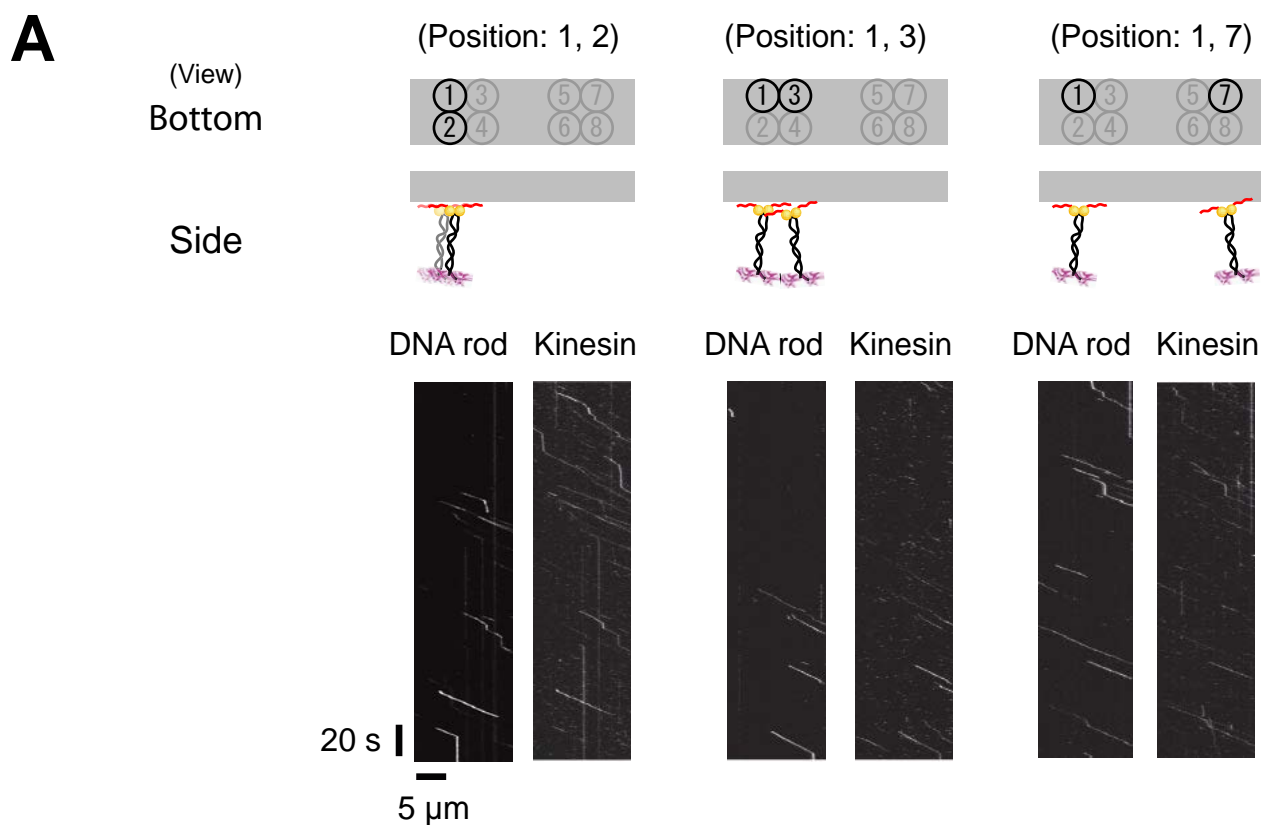 A
(Position: 1, 2) (Position: 1, 3) (Position: 1, 7)
(View)
Bottom
1 3 5 7 1 3 5 7 1 3 5 7
2 4 6 8 2 4 6 8 2 4 6 8
Side
DNA rod Kinesin DNA rod Kinesin DNA rod Kinesin
20 s
5 µm